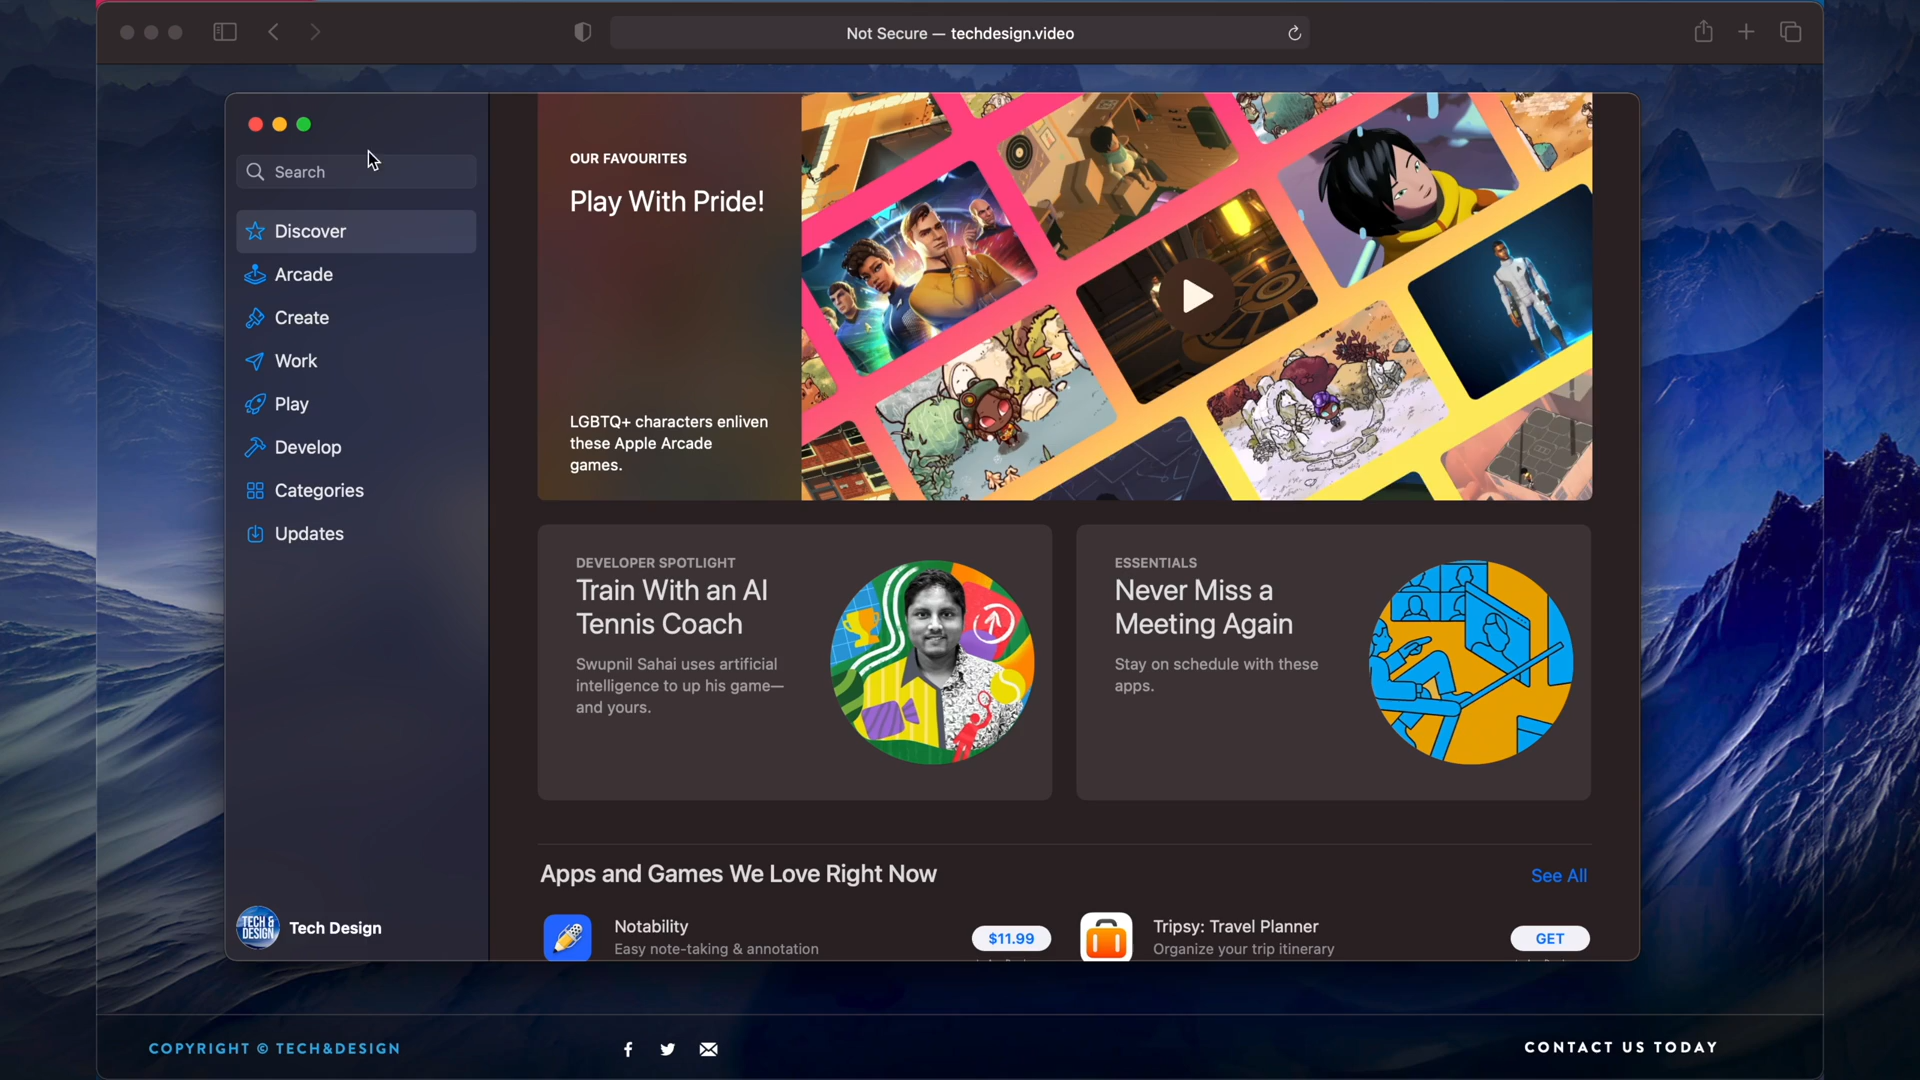 Not Secure — techdesign.video
Search
Discover
Arcade
Create
Work
Play
Develop
Categories
Updates
TECH &
DESIGN
Tech Design
OUR FAVOURITES
Play With Pride!
LGBTQ+ characters enliven
these Apple Arcade
games.
DEVELOPER SPOTLIGHT
Train With an AI
Tennis Coach
Swupnil Sahai uses artificial
intelligence to up his game—
and yours.
ESSENTIALS
Never Miss a
Meeting Again
Stay on schedule with these
apps.
Apps and Games We Love Right Now
See All
Notability
Easy note-taking & annotation
$11.99
Tripsy: Travel Planner
Organize your trip itinerary
GET
COPYRIGHT © TECH&DESIGN
CONTACT US TODAY